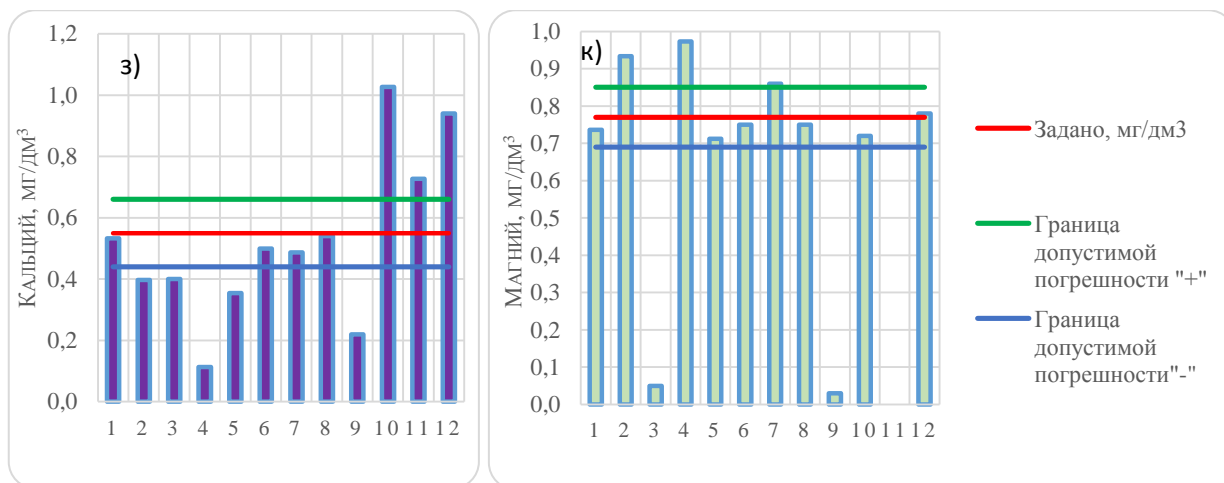 з)
Кальций, мг/дм³
1,2
1,0
0,8
0,6
0,4
0,2
0,0
1 2 3 4 5 6 7 8 9 10 11 12
к)
Магний, мг/дм³
1,0
0,9
0,8
0,7
0,6
0,5
0,4
0,3
0,2
0,1
0,0
1 2 3 4 5 6 7 8 9 10 11 12
Задано, мг/дм3
Граница
допустимой
погрешности "+"
Граница
допустимой
погрешности"-"